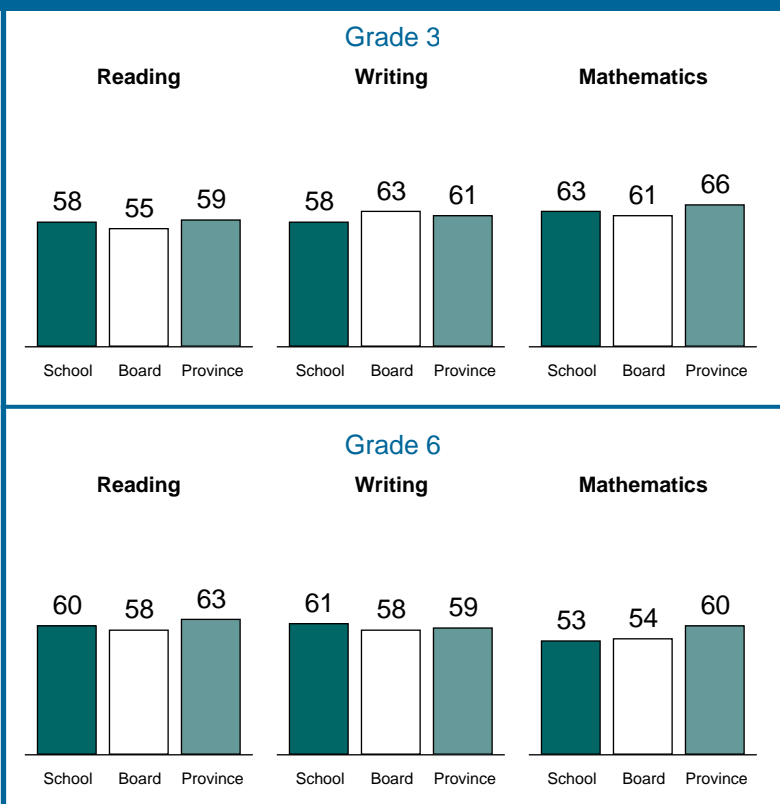 Grade 3
Reading Writing Mathematics
58 55 59 58 63 61 63 61 66
School Board Province School Board Province School Board Province
Grade 6
Reading Writing Mathematics
60 58 63 61 58 59 53 54 60
School Board Province School Board Province School Board Province